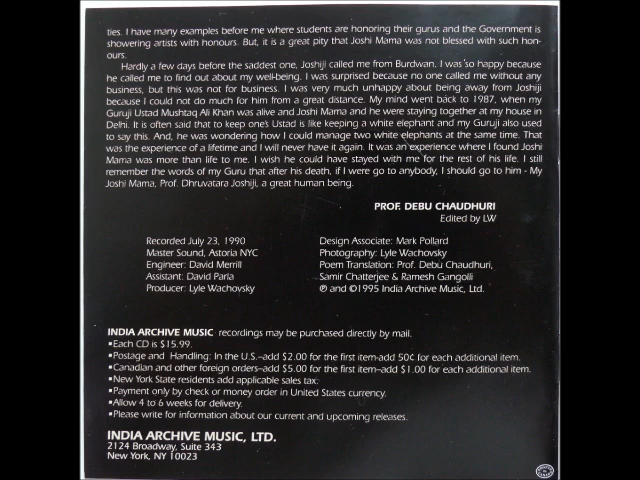 ties. I have many examples before me where students are honoring their gurus and the Government is
showering artists with honours. But, it is a great pity that Joshi Mama was not blessed with such hon-
ours.
Hardly a few days before the saddest one, Joshiji called me from Burdwan. I was so happy because
he called me to find out about my well-being. I was surprised because no one called me without any
business, but this was not for business. I was very much unhappy about being away from Joshiji
because I could not do much for him from a great distance. My mind went back to 1987, when my
Guruji Ustad Mushtaq Ali Khan was alive and Joshi Mama and he were staying together at my house in
Delhi. It is often said that to keep one's Ustad is like keeping a white elephant and my Guruji also used
to say this. And, he was wondering how I could manage two white elephants at the same time. That
was the experience of a lifetime and I will never have it again. It was an experience where I found Joshi
Mama was more than life to me. I wish he could have stayed with me for the rest of his life. I still
remember the words of my Guru that after his death, if I were go to anybody, I should go to him - My
Joshi Mama, Prof. Dhruvatara Joshiji, a great human being.
PROF. DEBU CHAUDHURI
Edited by LW
Recorded July 23, 1990
Master Sound, Astoria NYC
Engineer: David Merrill
Assistant: David Parla
Producer: Lyle Wachovsky
Design Associate: Mark Pollard
Photography: Lyle Wachovsky
Poem Translation: Prof. Debu Chaudhuri,
Samir Chatterjee & Ramesh Gangolli
℗ and ©1995 India Archive Music, Ltd.
INDIA ARCHIVE MUSIC recordings may be purchased directly by mail.
▪Each CD is $15.99.
▪Postage and Handling: In the U.S.–add $2.00 for the first item-add 50¢ for each additional item.
▪Canadian and other foreign orders–add $5.00 for the first item–add $1.00 for each additional item.
▪New York State residents add applicable sales tax.
▪Payment only by check or money order in United States currency.
▪Allow 4 to 6 weeks for delivery.
▪Please write for information about our current and upcoming releases.
INDIA ARCHIVE MUSIC, LTD.
2124 Broadway, Suite 343
New York, NY 10023